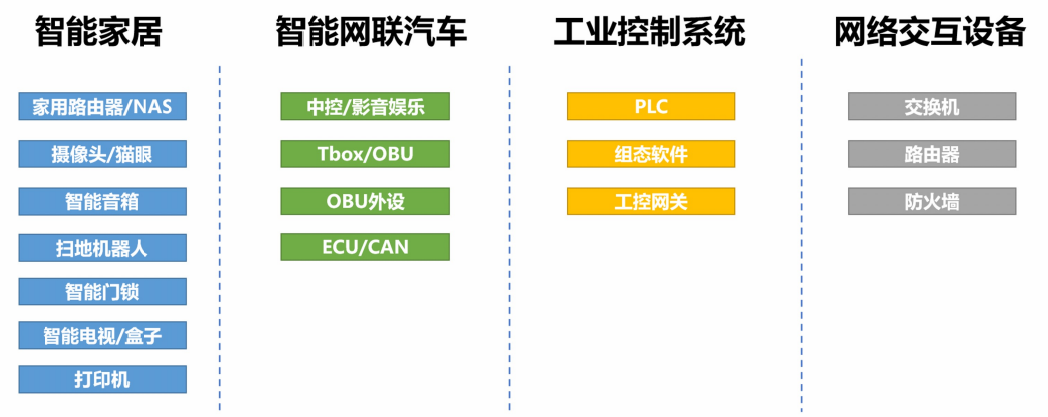 智能家居
家用路由器/NAS
摄像头/猫眼
智能音箱
扫地机器人
智能门锁
智能电视/盒子
打印机
智能网联汽车
中控/影音娱乐
Tbox/OBU
OBU外设
ECU/CAN
工业控制系统
PLC
组态软件
工控网关
网络交互设备
交换机
路由器
防火墙